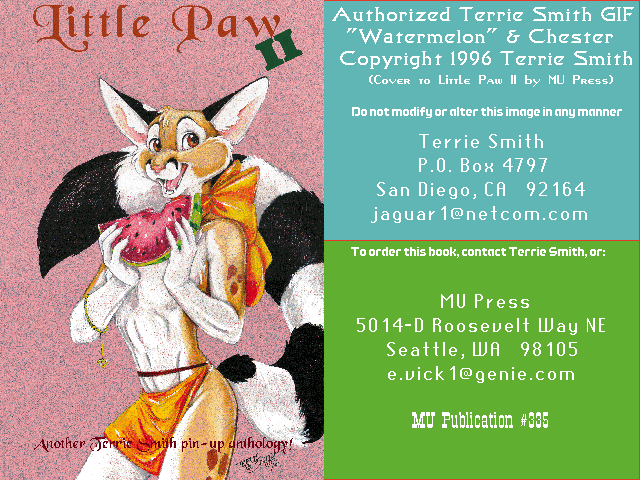 Little Paw
II
Another Terrie Smith pin-up anthology!
Authorized Terrie Smith GIF
"Watermelon" & Chester
Copyright 1996 Terrie Smith
(Cover to Little Paw II by MU Press)
Do not modify or alter this image in any manner
Terrie Smith
P.O. Box 4797
San Diego, CA 92164
jaguar1@netcom.com
To order this book, contact Terrie Smith, or:
MU Press
5014-D Roosevelt Way NE
Seattle, WA 98105
e.vick1@genie.com
MU Publication #335